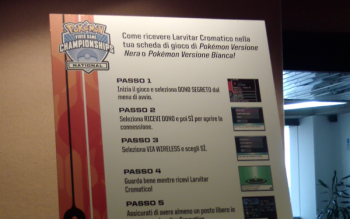 Pokémon
VIDEO GAME
CHAMPIONSHIPS
NATIONAL
Come ricevere Larvitar Cromatico nella
tua scheda di gioco di Pokémon Versione
Nera o Pokémon Versione Bianca!
PASSO 1
Inizia il gioco e seleziona DONO SEGRETO dal
menu di avvio.
PASSO 2
Seleziona RICEVI DONO e poi SÌ per aprire la
connessione.
PASSO 3
Seleziona VIA WIRELESS e scegli SÌ.
PASSO 4
Guarda bene mentre ricevi Larvitar
Cromatico!
PASSO 5
Assicurati di avere almeno un posto libero in